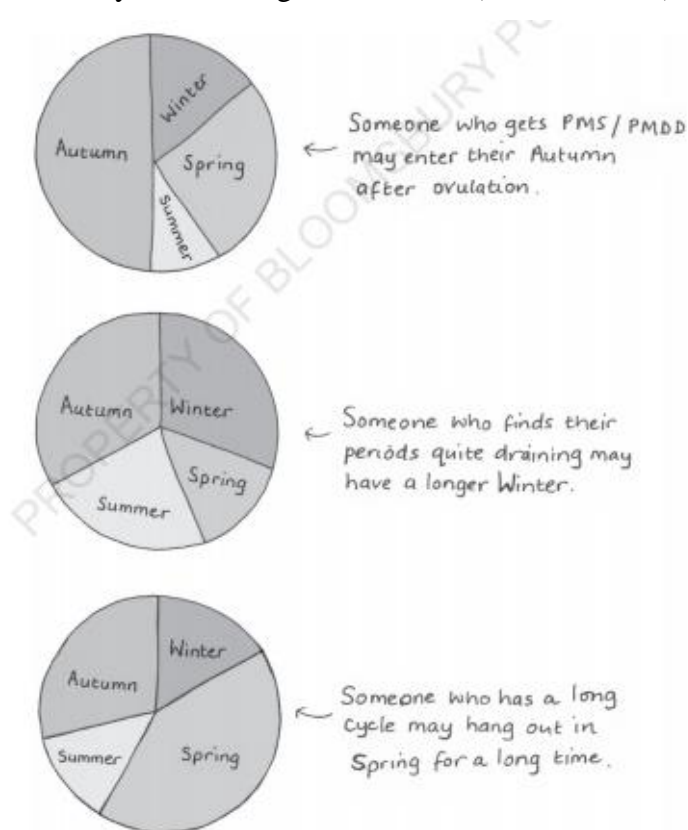 Winter
Autumn
Spring
Summer
Someone who gets PMS / PMDD
may enter their Autumn
after ovulation.
Autumn
Winter
Spring
Summer
Someone who finds their
periods quite draining may
have a longer Winter.
Winter
Autumn
Summer
Spring
Someone who has a long
cycle may hang out in
Spring for a long time.
PROPERTY OF BLOOMSBURY